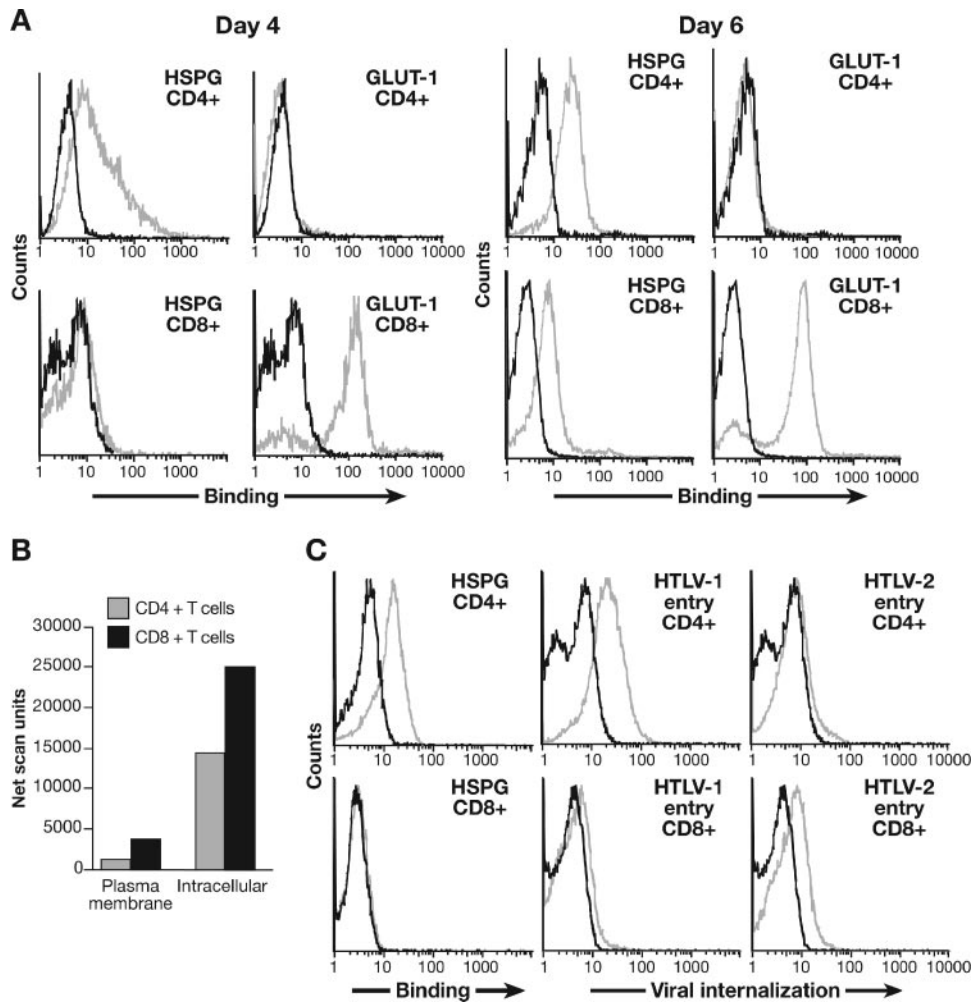 A
Day 4
Day 6
HSPG
CD4+
GLUT-1
CD4+
HSPG
CD4+
GLUT-1
CD4+
Counts
1 10 100 1000
1 10 100 1000 10000
1 10 100 1000
1 10 100 1000 10000
HSPG
CD8+
GLUT-1
CD8+
HSPG
CD8+
GLUT-1
CD8+
Counts
1 10 100 1000
1 10 100 1000 10000
1 10 100 1000
1 10 100 1000 10000
Binding
Binding
B
CD4 + T cells
CD8 + T cells
Net scan units
30000
25000
20000
15000
10000
5000
0
Plasma
membrane
Intracellular
C
HSPG
CD4+
HTLV-1
entry
CD4+
HTLV-2
entry
CD4+
Counts
1 10 100 1000
1 10 100 1000
1 10 100 1000 10000
HSPG
CD8+
HTLV-1
entry
CD8+
HTLV-2
entry
CD8+
1 10 100 1000
1 10 100 1000
1 10 100 1000 10000
Binding
Viral internalization